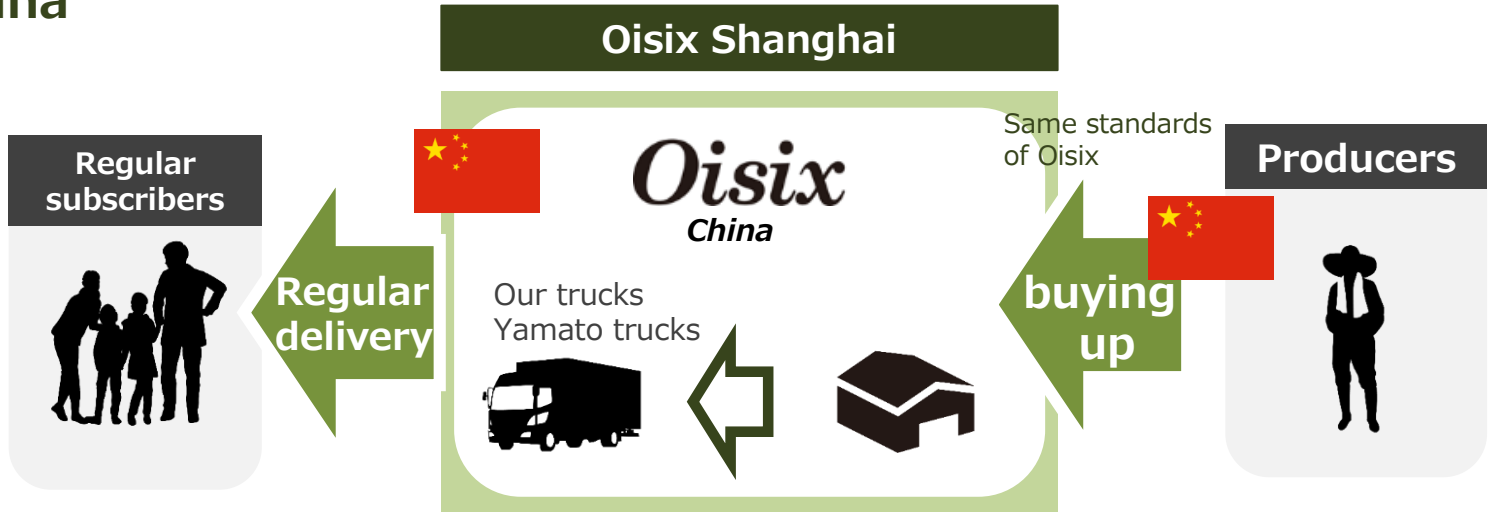 Oisix Shanghai
Regular
subscribers
Regular
delivery
Oisix
China
Our trucks
Yamato trucks
Same standards
of Oisix
buying
up
Producers